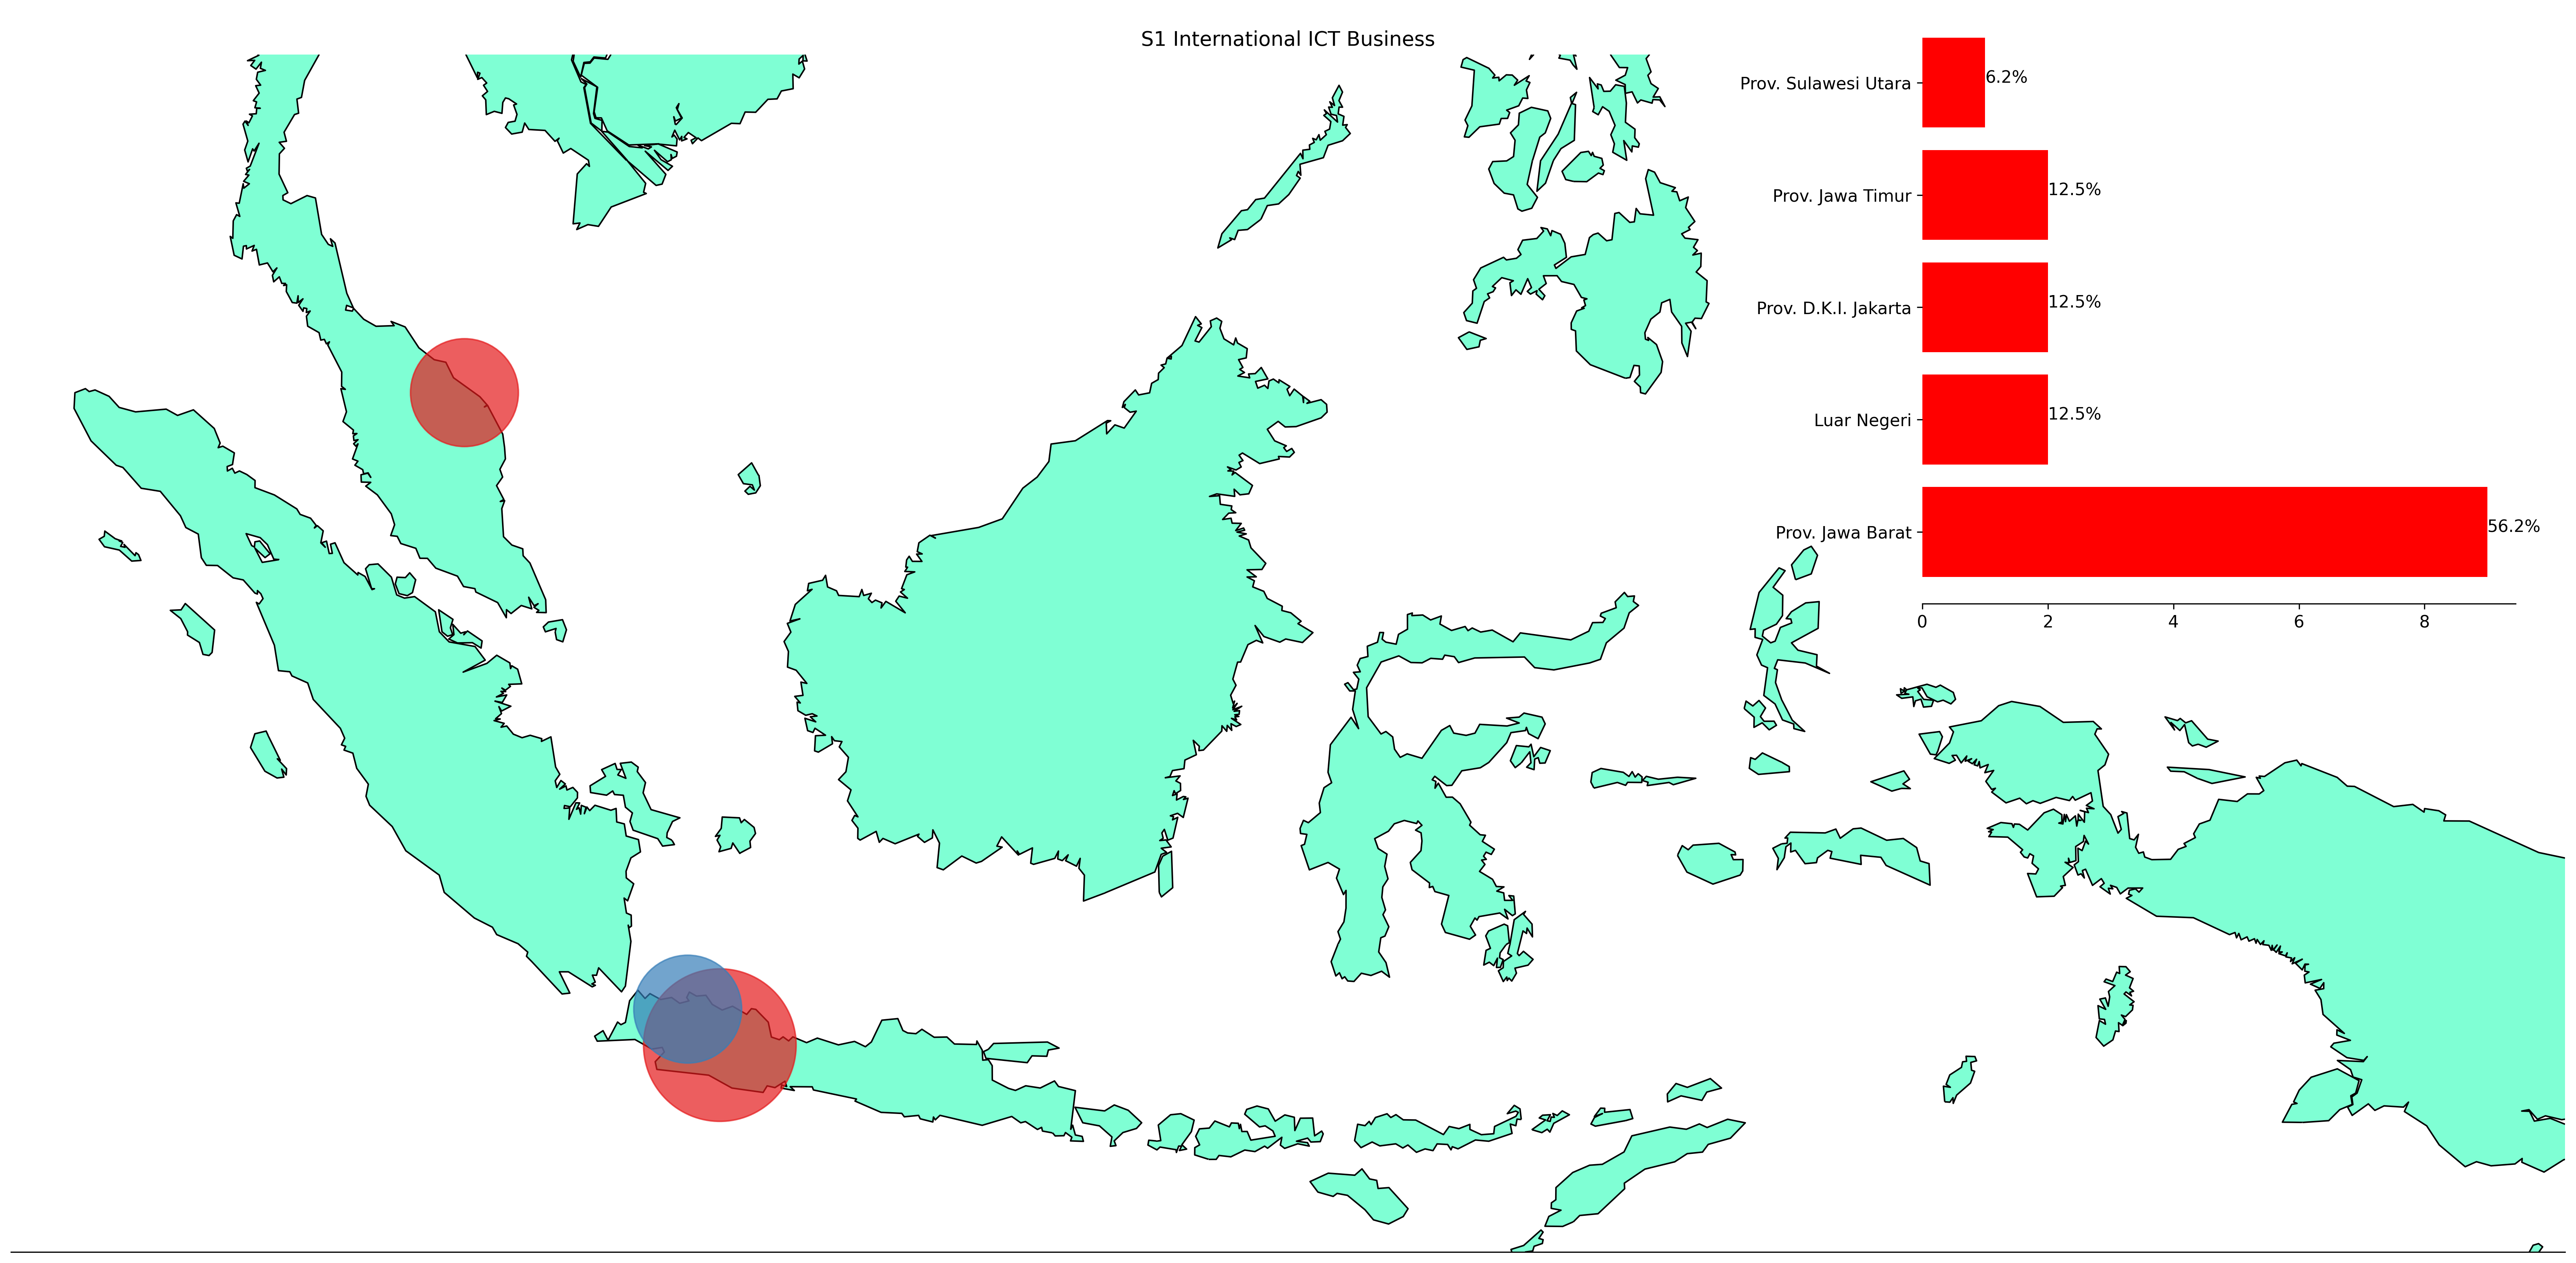 S1 International ICT Business
Prov. Sulawesi Utara 6.2%
Prov. Jawa Timur 12.5%
Prov. D.K.I. Jakarta 12.5%
Luar Negeri 12.5%
Prov. Jawa Barat 56.2%
0 2 4 6 8